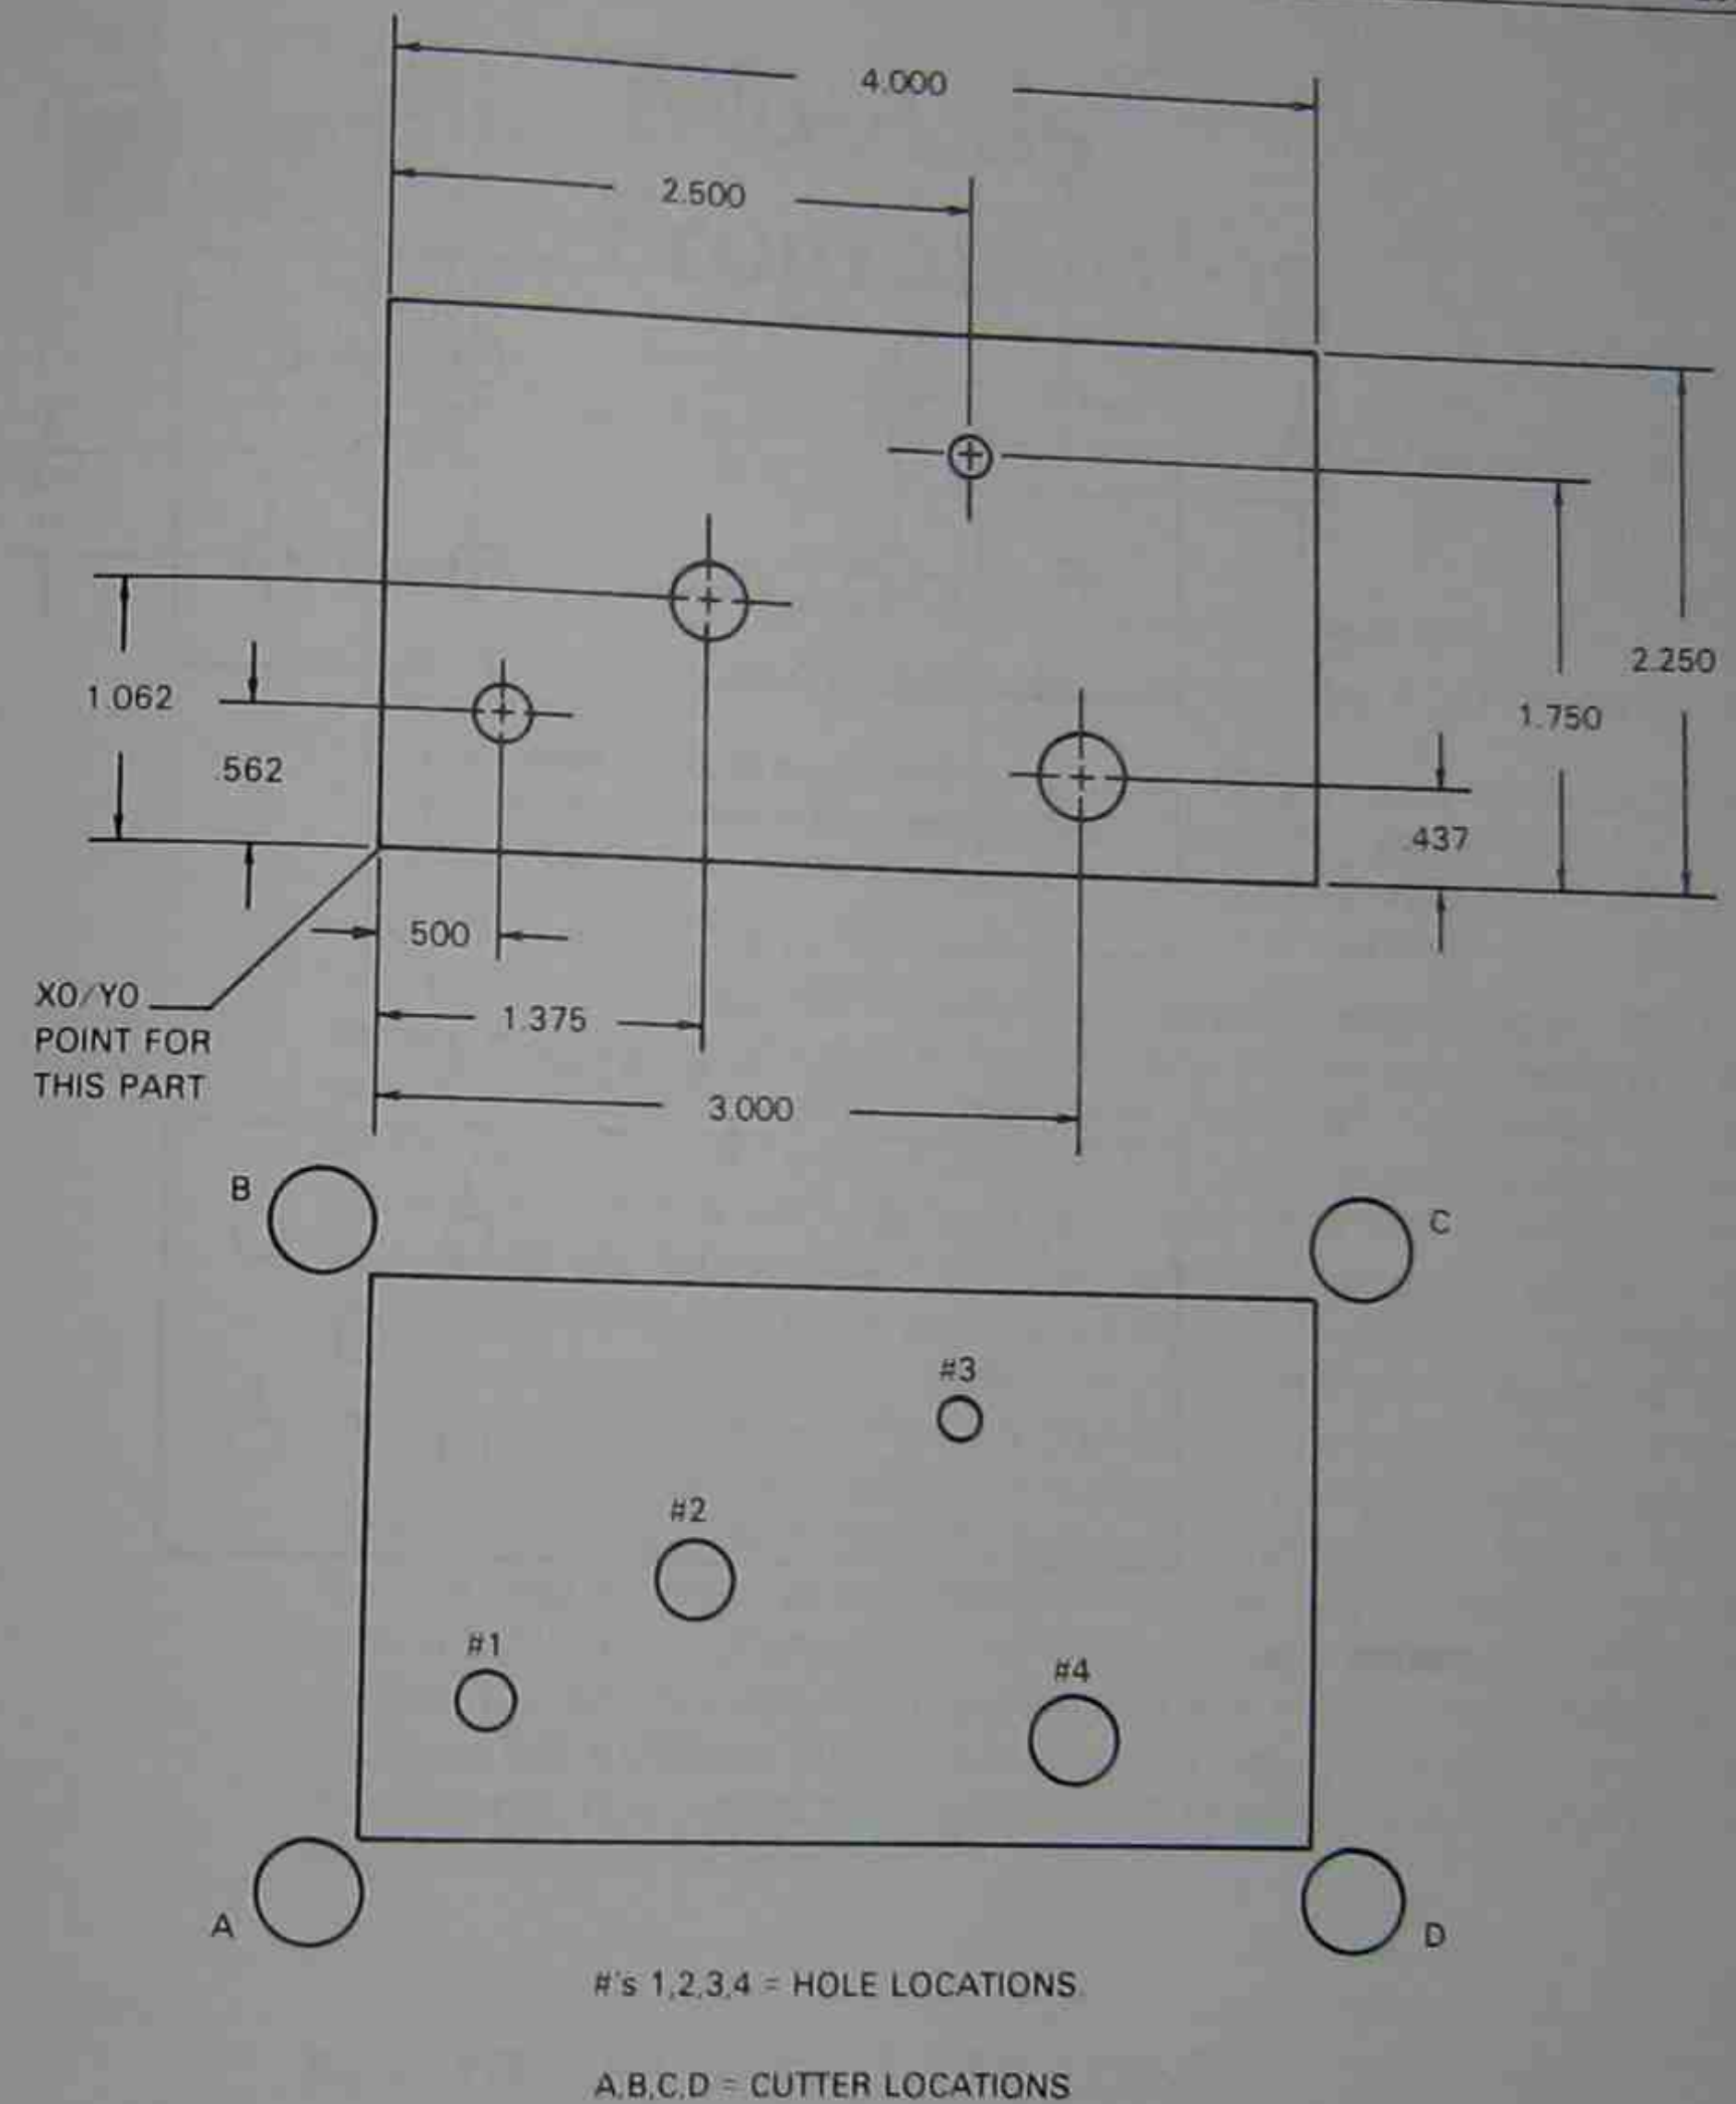 4.000
2.500
1.062
.562
2.250
1.750
.437
.500
X0/Y0
POINT FOR
THIS PART
1.375
3.000
B
C
#3
#2
#1
#4
A
D
#'s 1,2,3,4 = HOLE LOCATIONS.
A,B,C,D = CUTTER LOCATIONS